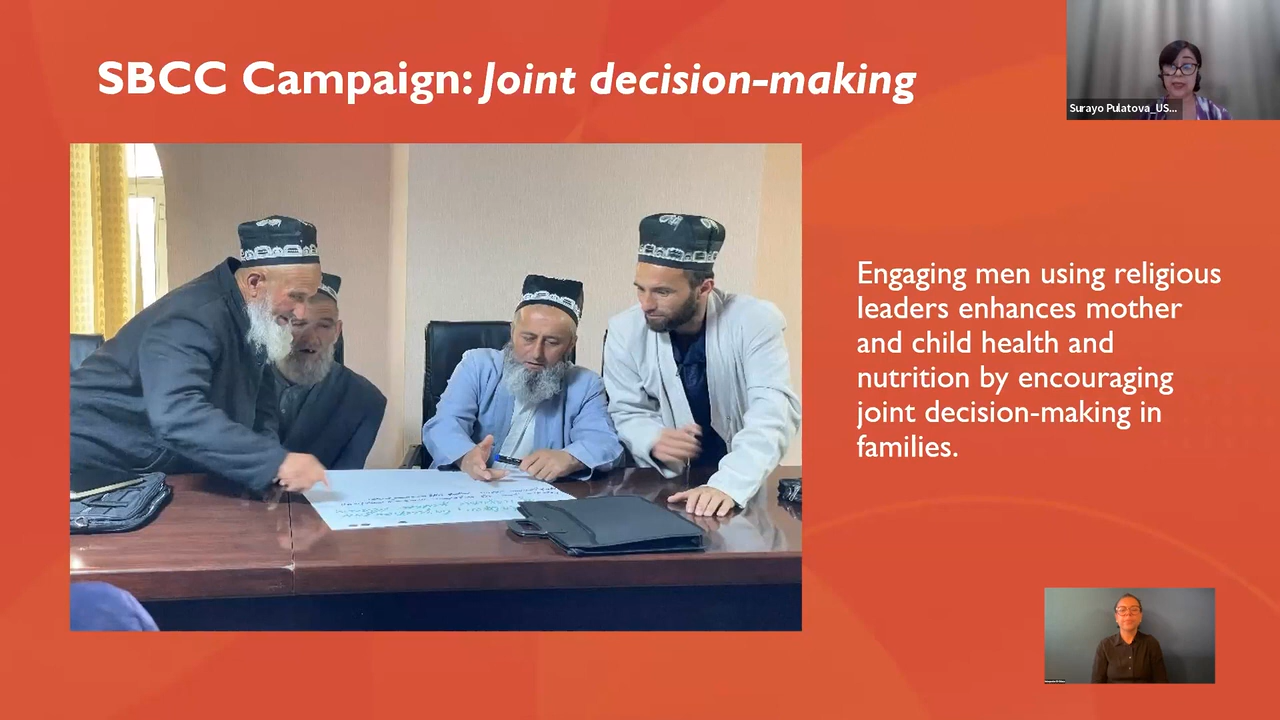 SBCC Campaign: Joint decision-making
Surayo Pulatova_US...
Engaging men using religious
leaders enhances mother
and child health and
nutrition by encouraging
joint decision-making in
families.